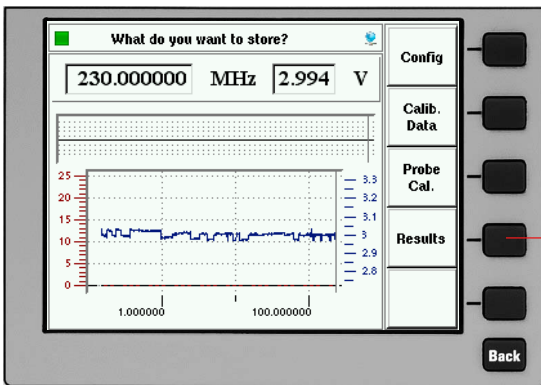 What do you want to store?
230.000000 MHz 2.994 V
Config
Calib.
Data
Probe
Cal.
Results
Back
25
20
15
10
5
0
3.3
3.2
3.1
3
2.9
2.8
1.000000 100.000000